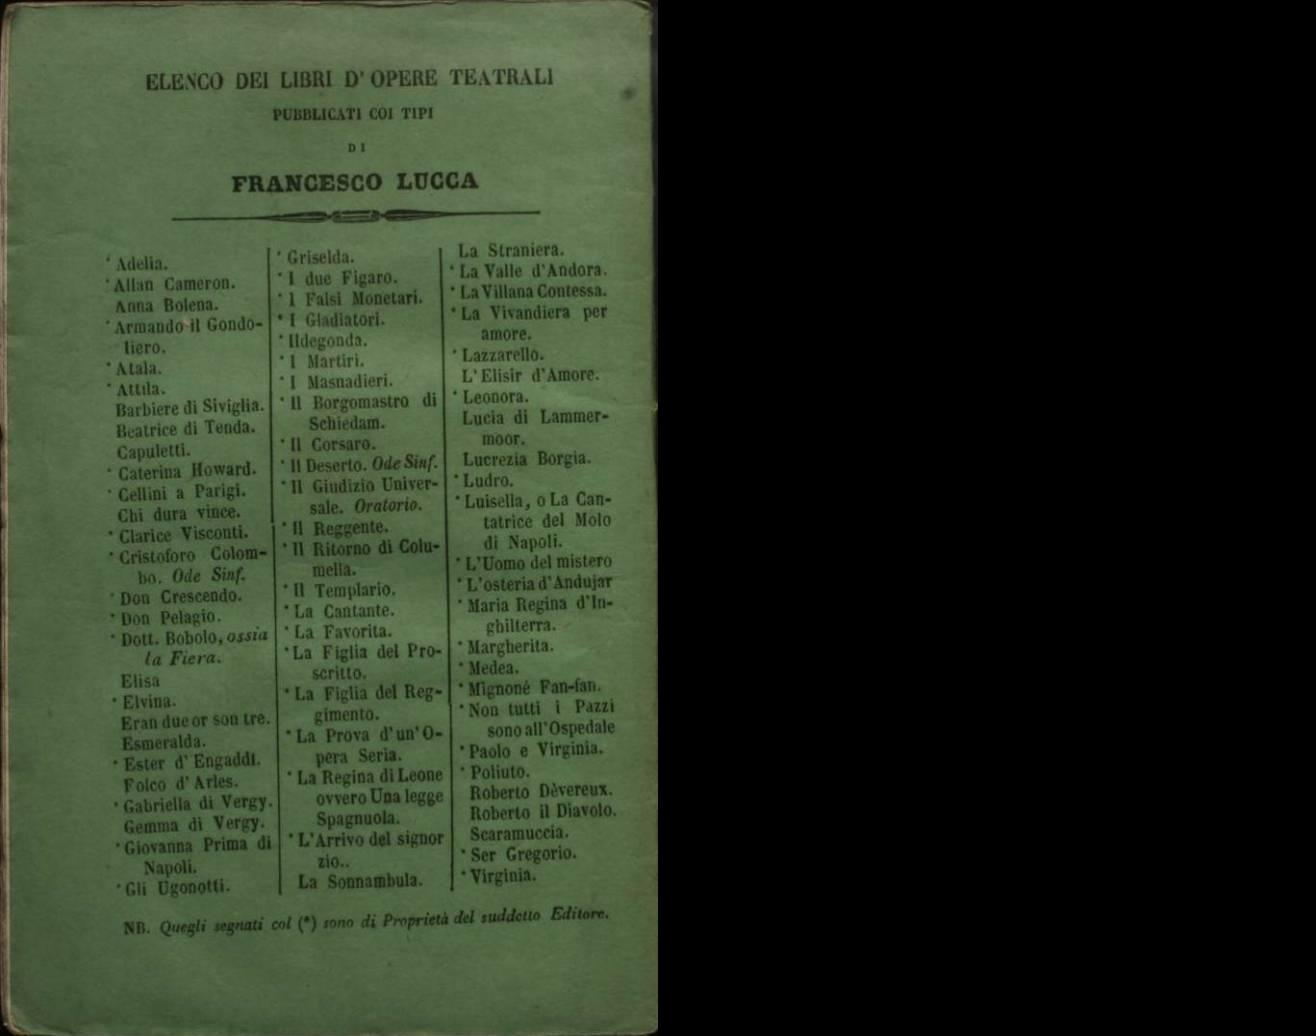 ELENCO DEI LIBRI D'OPERE TEATRALI
PUBBLICATI COI TIPI
DI
FRANCESCO LUCCA
* Adelia.
* Allan Cameron.
Anna Bolena.
* Armando il Gondo-
liero.
* Atala.
* Attila.
Barbiere di Siviglia.
Beatrice di Tenda.
Capuletti.
* Caterina Howard.
* Cellini a Parigi.
Chi dura vince.
* Clarice Visconti.
* Cristoforo Colom-
bo. Ode Sinf.
* Don Crescendo.
* Don Pelagio.
* Dott. Bobolo, ossia
la Fiera.
Elisa
* Elvina.
Eran due or son tre.
Esmeralda.
* Ester d'Engaddi.
Folco d'Arles.
* Gabriella di Vergy.
Gemma di Vergy.
* Giovanna Prima di
Napoli.
* Gli Ugonotti.
* Griselda.
* I due Figaro.
* I Falsi Monetari.
* I Gladiatori.
* Ildegonda.
* I Martiri.
* I Masnadieri.
* Il Borgomastro di
Schiedam.
* Il Corsaro.
* Il Deserto. Ode Sinf.
* Il Giudizio Univer-
sale. Oratorio.
* Il Reggente.
* Il Ritorno di Colu-
mella.
* Il Templario.
* La Cantante.
* La Favorita.
* La Figlia del Pro-
scritto.
* La Figlia del Reg-
gimento.
* La Prova d'un'O-
pera Seria.
* La Regina di Leone
ovvero Una legge
Spagnuola.
* L'Arrivo del signor
zio..
La Sonnambula.
La Straniera.
* La Valle d'Andora.
* La Villana Contessa.
* La Vivandiera per
amore.
* Lazzarello.
L'Elisir d'Amore.
* Leonora.
Lucia di Lammer-
moor.
Lucrezia Borgia.
* Ludro.
* Luisella, o La Can-
tatrice del Molo
di Napoli.
* L'Uomo del mistero
* L'osteria d'Andujar
* Maria Regina d'In-
ghilterra.
* Margherita.
* Medea.
* Mignoné Fan-fan.
* Non tutti i Pazzi
sono all'Ospedale
* Paolo e Virginia.
* Poliuto.
Roberto Dèvereux.
Roberto il Diavolo.
Scaramuccia.
* Ser Gregorio.
* Virginia.
NB. Quegli segnati col (*) sono di Proprietà del suddetto Editore.